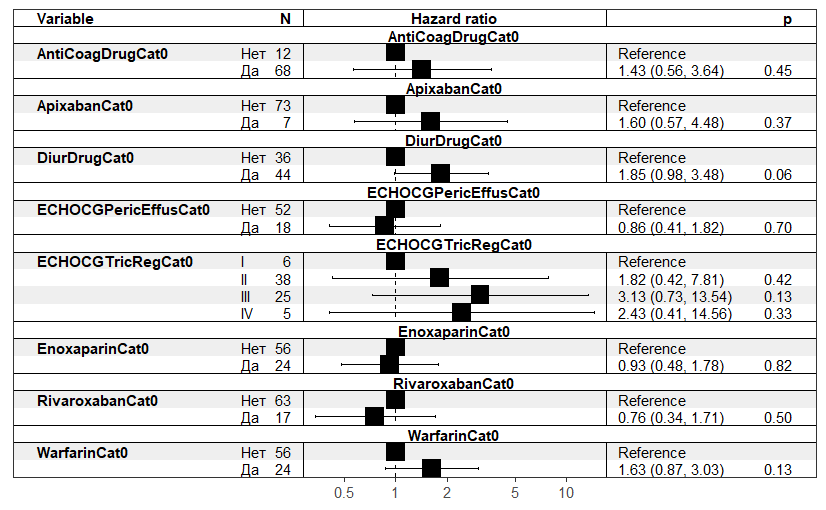 Variable N Hazard ratio p
AntiCoagDrugCat0
AntiCoagDrugCat0 Нет 12 Reference
Да 68 1.43 (0.56, 3.64) 0.45
ApixabanCat0
ApixabanCat0 Нет 73 Reference
Да 7 1.60 (0.57, 4.48) 0.37
DiurDrugCat0
DiurDrugCat0 Нет 36 Reference
Да 44 1.85 (0.98, 3.48) 0.06
ECHOCGPericEffusCat0
ECHOCGPericEffusCat0 Нет 52 Reference
Да 18 0.86 (0.41, 1.82) 0.70
ECHOCGTricRegCat0
ECHOCGTricRegCat0 I 6 Reference
II 38 1.82 (0.42, 7.81) 0.42
III 25 3.13 (0.73, 13.54) 0.13
IV 5 2.43 (0.41, 14.56) 0.33
EnoxaparinCat0
EnoxaparinCat0 Нет 56 Reference
Да 24 0.93 (0.48, 1.78) 0.82
RivaroxabanCat0
RivaroxabanCat0 Нет 63 Reference
Да 17 0.76 (0.34, 1.71) 0.50
WarfarinCat0
WarfarinCat0 Нет 56 Reference
Да 24 1.63 (0.87, 3.03) 0.13
0.5 1 2 5 10